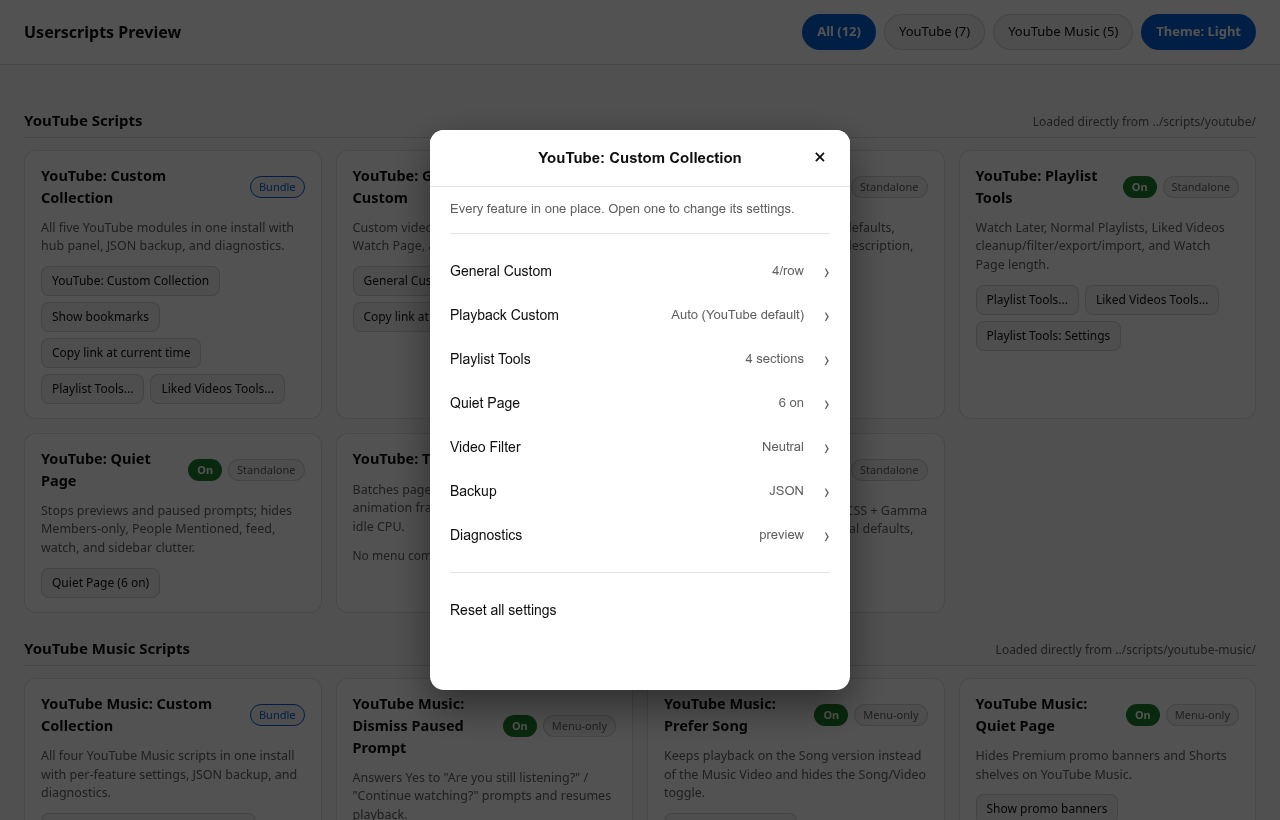 Userscripts Preview
All (12)
YouTube (7)
YouTube Music (5)
Theme: Light
YouTube Scripts
Loaded directly from ../scripts/youtube/
YouTube: Custom
Collection
Bundle
All five YouTube modules in one install with
hub panel, JSON backup, and diagnostics.
YouTube: Custom Collection
Show bookmarks
Copy link at current time
Playlist Tools...
Liked Videos Tools...
YouTube: G
Custom
Custom vide
Watch Page,
General Cus
Copy link at
Standalone
efaults,
escription,
YouTube: Playlist
Tools
On
Standalone
Watch Later, Normal Playlists, Liked Videos
cleanup/filter/export/import, and Watch
Page length.
Playlist Tools...
Liked Videos Tools...
Playlist Tools: Settings
YouTube: Custom Collection
×
Every feature in one place. Open one to change its settings.
General Custom
4/row
›
Playback Custom
Auto (YouTube default)
›
Playlist Tools
4 sections
›
Quiet Page
6 on
›
Video Filter
Neutral
›
Backup
JSON
›
Diagnostics
preview
›
Reset all settings
YouTube: Quiet
Page
On
Standalone
Stops previews and paused prompts; hides
Members-only, People Mentioned, feed,
watch, and sidebar clutter.
Quiet Page (6 on)
YouTube: T
Batches page
animation fra
idle CPU.
No menu com
Standalone
CSS + Gamma
al defaults,
YouTube Music Scripts
Loaded directly from ../scripts/youtube-music/
YouTube Music: Custom
Collection
Bundle
All four YouTube Music scripts in one install
with per-feature settings, JSON backup, and
diagnostics.
YouTube Music:
Dismiss Paused
Prompt
On
Menu-only
Answers Yes to "Are you still listening?" /
"Continue watching?" prompts and resumes
playback.
YouTube Music:
Prefer Song
On
Menu-only
Keeps playback on the Song version instead
of the Music Video and hides the Song/Video
toggle.
YouTube Music:
Quiet Page
On
Menu-only
Hides Premium promo banners and Shorts
shelves on YouTube Music.
Show promo banners